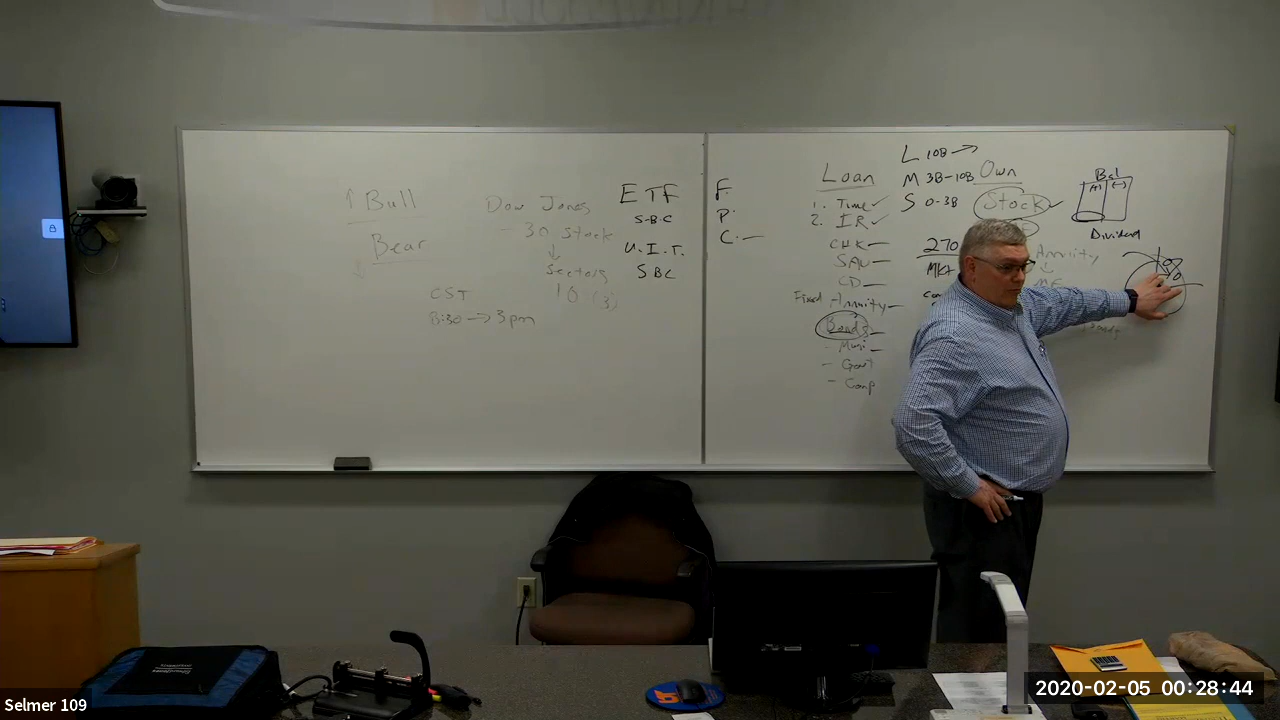 ↑ Bull
Bear
Dow Jones
- 30 Stock
↓
Sectors
10
CST
8:30 → 3pm
ETF
S-B-C
U.I.T.
SBC
F.
P.
C. —
Loan
1. Time ✓
2. IR ✓
CHK —
SAV —
CD —
Fixed Annuity —
Bonds —
- Muni —
- Govt
- Corp
L 10B →
M 3B-10B
S 0-3B
270
MKT
Own
Stock ✓
Annuity
↓
MF
Bal
(+) (-)
Dividend
Selmer 109
2020-02-05 00:28:44